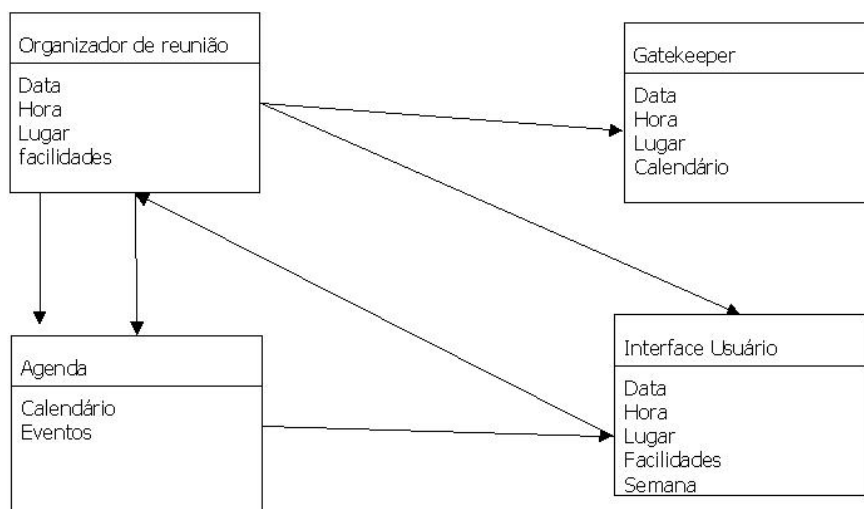 Organizador de reunião
Data
Hora
Lugar
facilidades
Gatekeeper
Data
Hora
Lugar
Calendário
Agenda
Calendário
Eventos
Interface Usuário
Data
Hora
Lugar
Facilidades
Semana